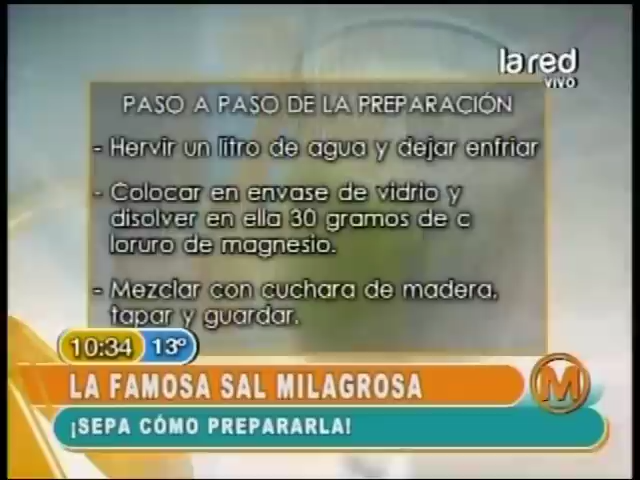 la red
VIVO
PASO A PASO DE LA PREPARACIÓN
- Hervir un litro de agua y dejar enfriar
- Colocar en envase de vidrio y
disolver en ella 30 gramos de c
loruro de magnesio.
- Mezclar con cuchara de madera,
tapar y guardar.
10:34 13°
LA FAMOSA SAL MILAGROSA
M
¡SEPA CÓMO PREPARARLA!